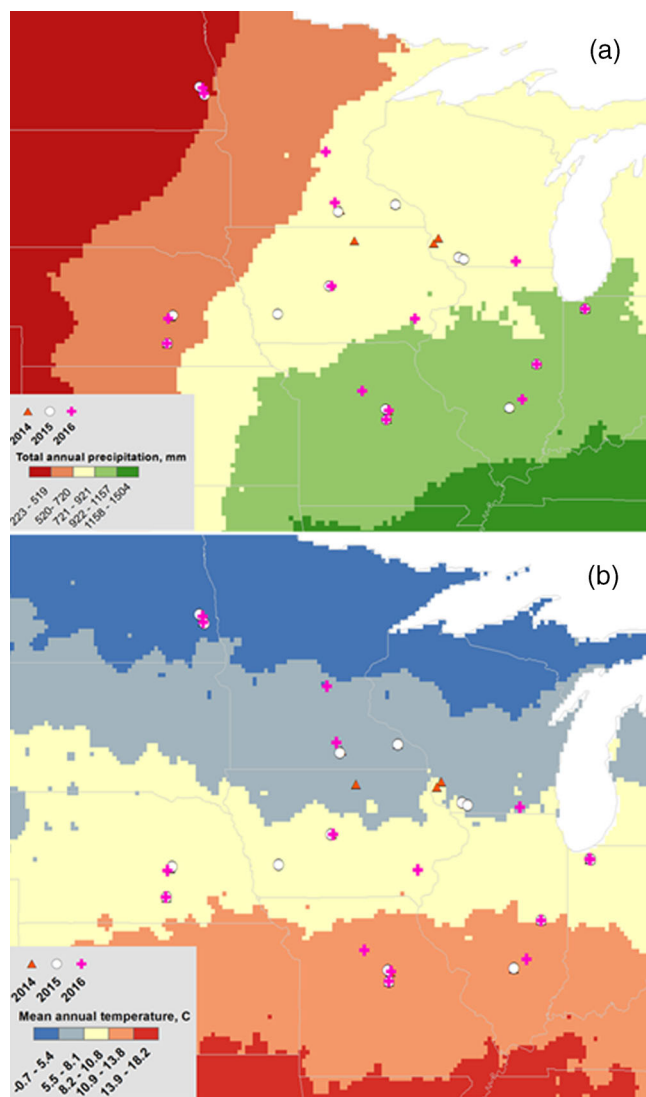 (a)
2014 2015 2016
Total annual precipitation, mm
223 - 519 520- 720 721 - 921 922 - 1157 1158 - 1504
(b)
2014 2015 2016
Mean annual temperature, C
-0.7 - 5.4 5.5 - 8.1 8.2 - 10.8 10.9 - 13.8 13.9 - 18.2